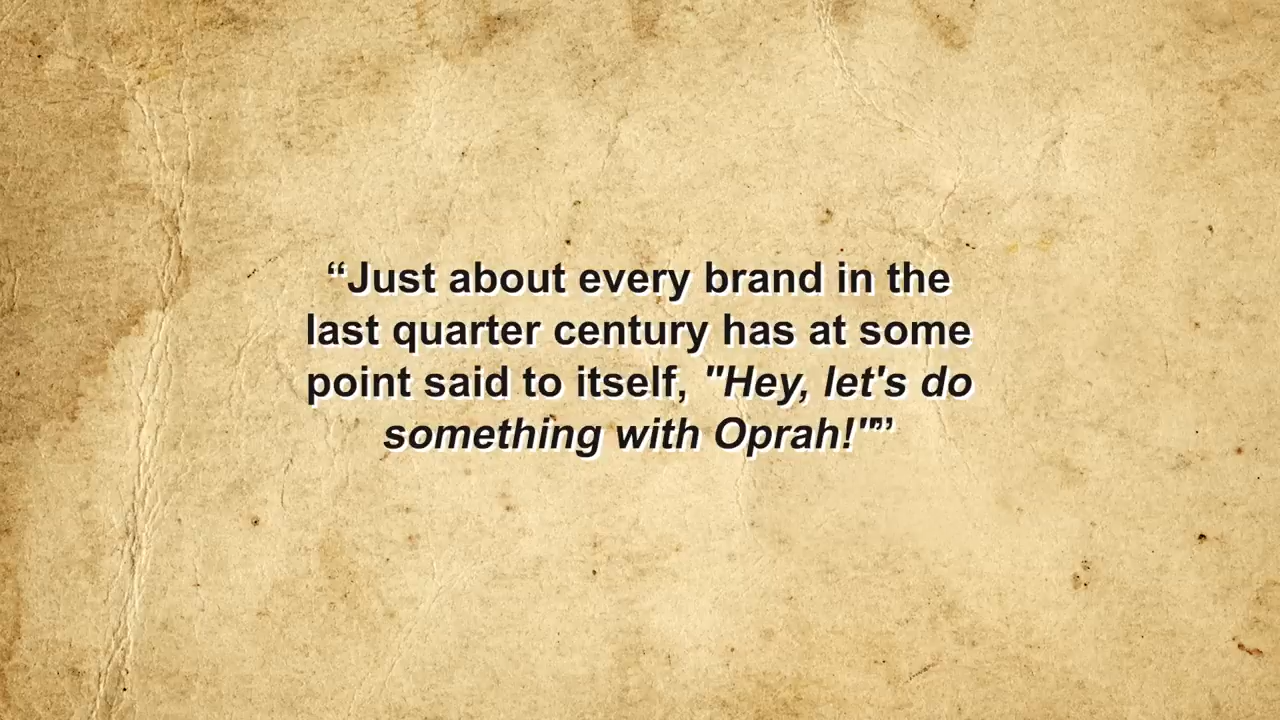 “Just about every brand in the
last quarter century has at some
point said to itself, "Hey, let's do
something with Oprah!"”